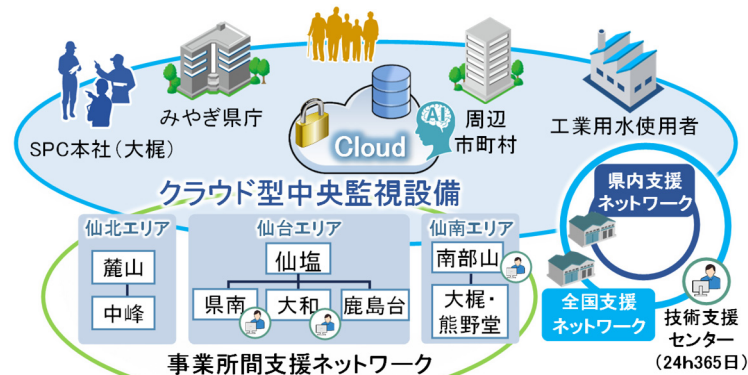 みやぎ県庁
SPC本社(大梶)
Cloud
AI
周辺
市町村
工業用水使用者
クラウド型中央監視設備
県内支援
ネットワーク
仙北エリア
麓山
中峰
仙台エリア
仙塩
県南
大和
鹿島台
仙南エリア
南部山
大梶・
熊野堂
全国支援
ネットワーク
技術支援
センター
(24h365日)
事業所間支援ネットワーク